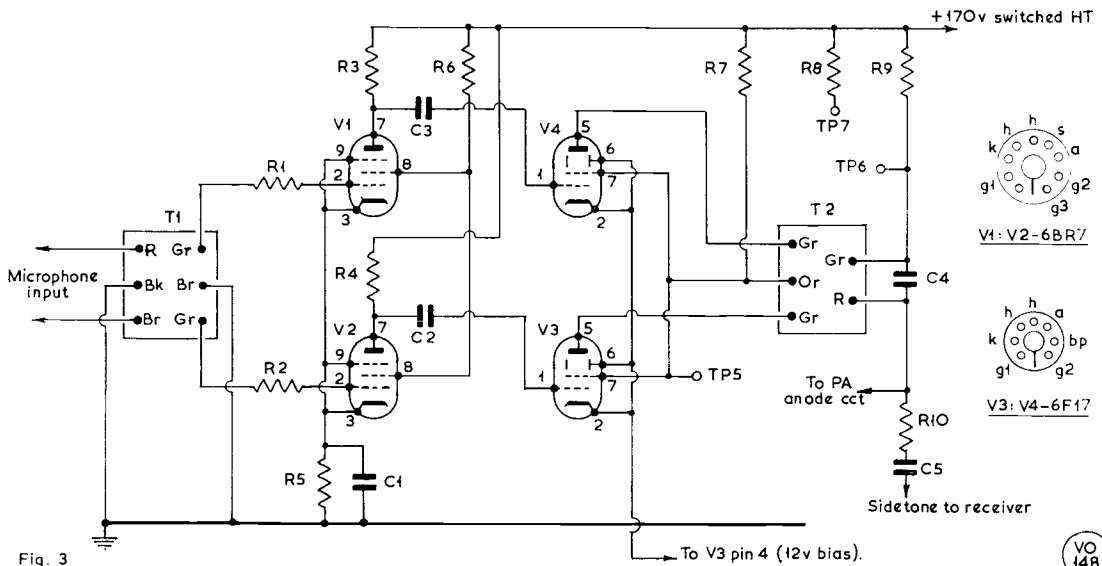 +170v switched HT
R3
R6
R7
R8
R9
TP7
C3
V1
7
9
8
2
3
V4
5
6
1
7
2
TP6
h
h
s
k
a
g1
g2
g3
V1: V2-6BR7
R1
T1
R Gr
Bk Br
Br Gr
Microphone input
R4
T2
Gr
Gr
Or
R
Gr
C4
V2
7
9
8
2
3
C2
R2
V3
5
6
1
7
2
TP5
h
h
a
k
bp
g1
g2
V3: V4-6F17
To PA
anode cct
R10
C5
R5
C1
Sidetone to receiver
To V3 pin 4 (12v bias).
Fig. 3
VO
148